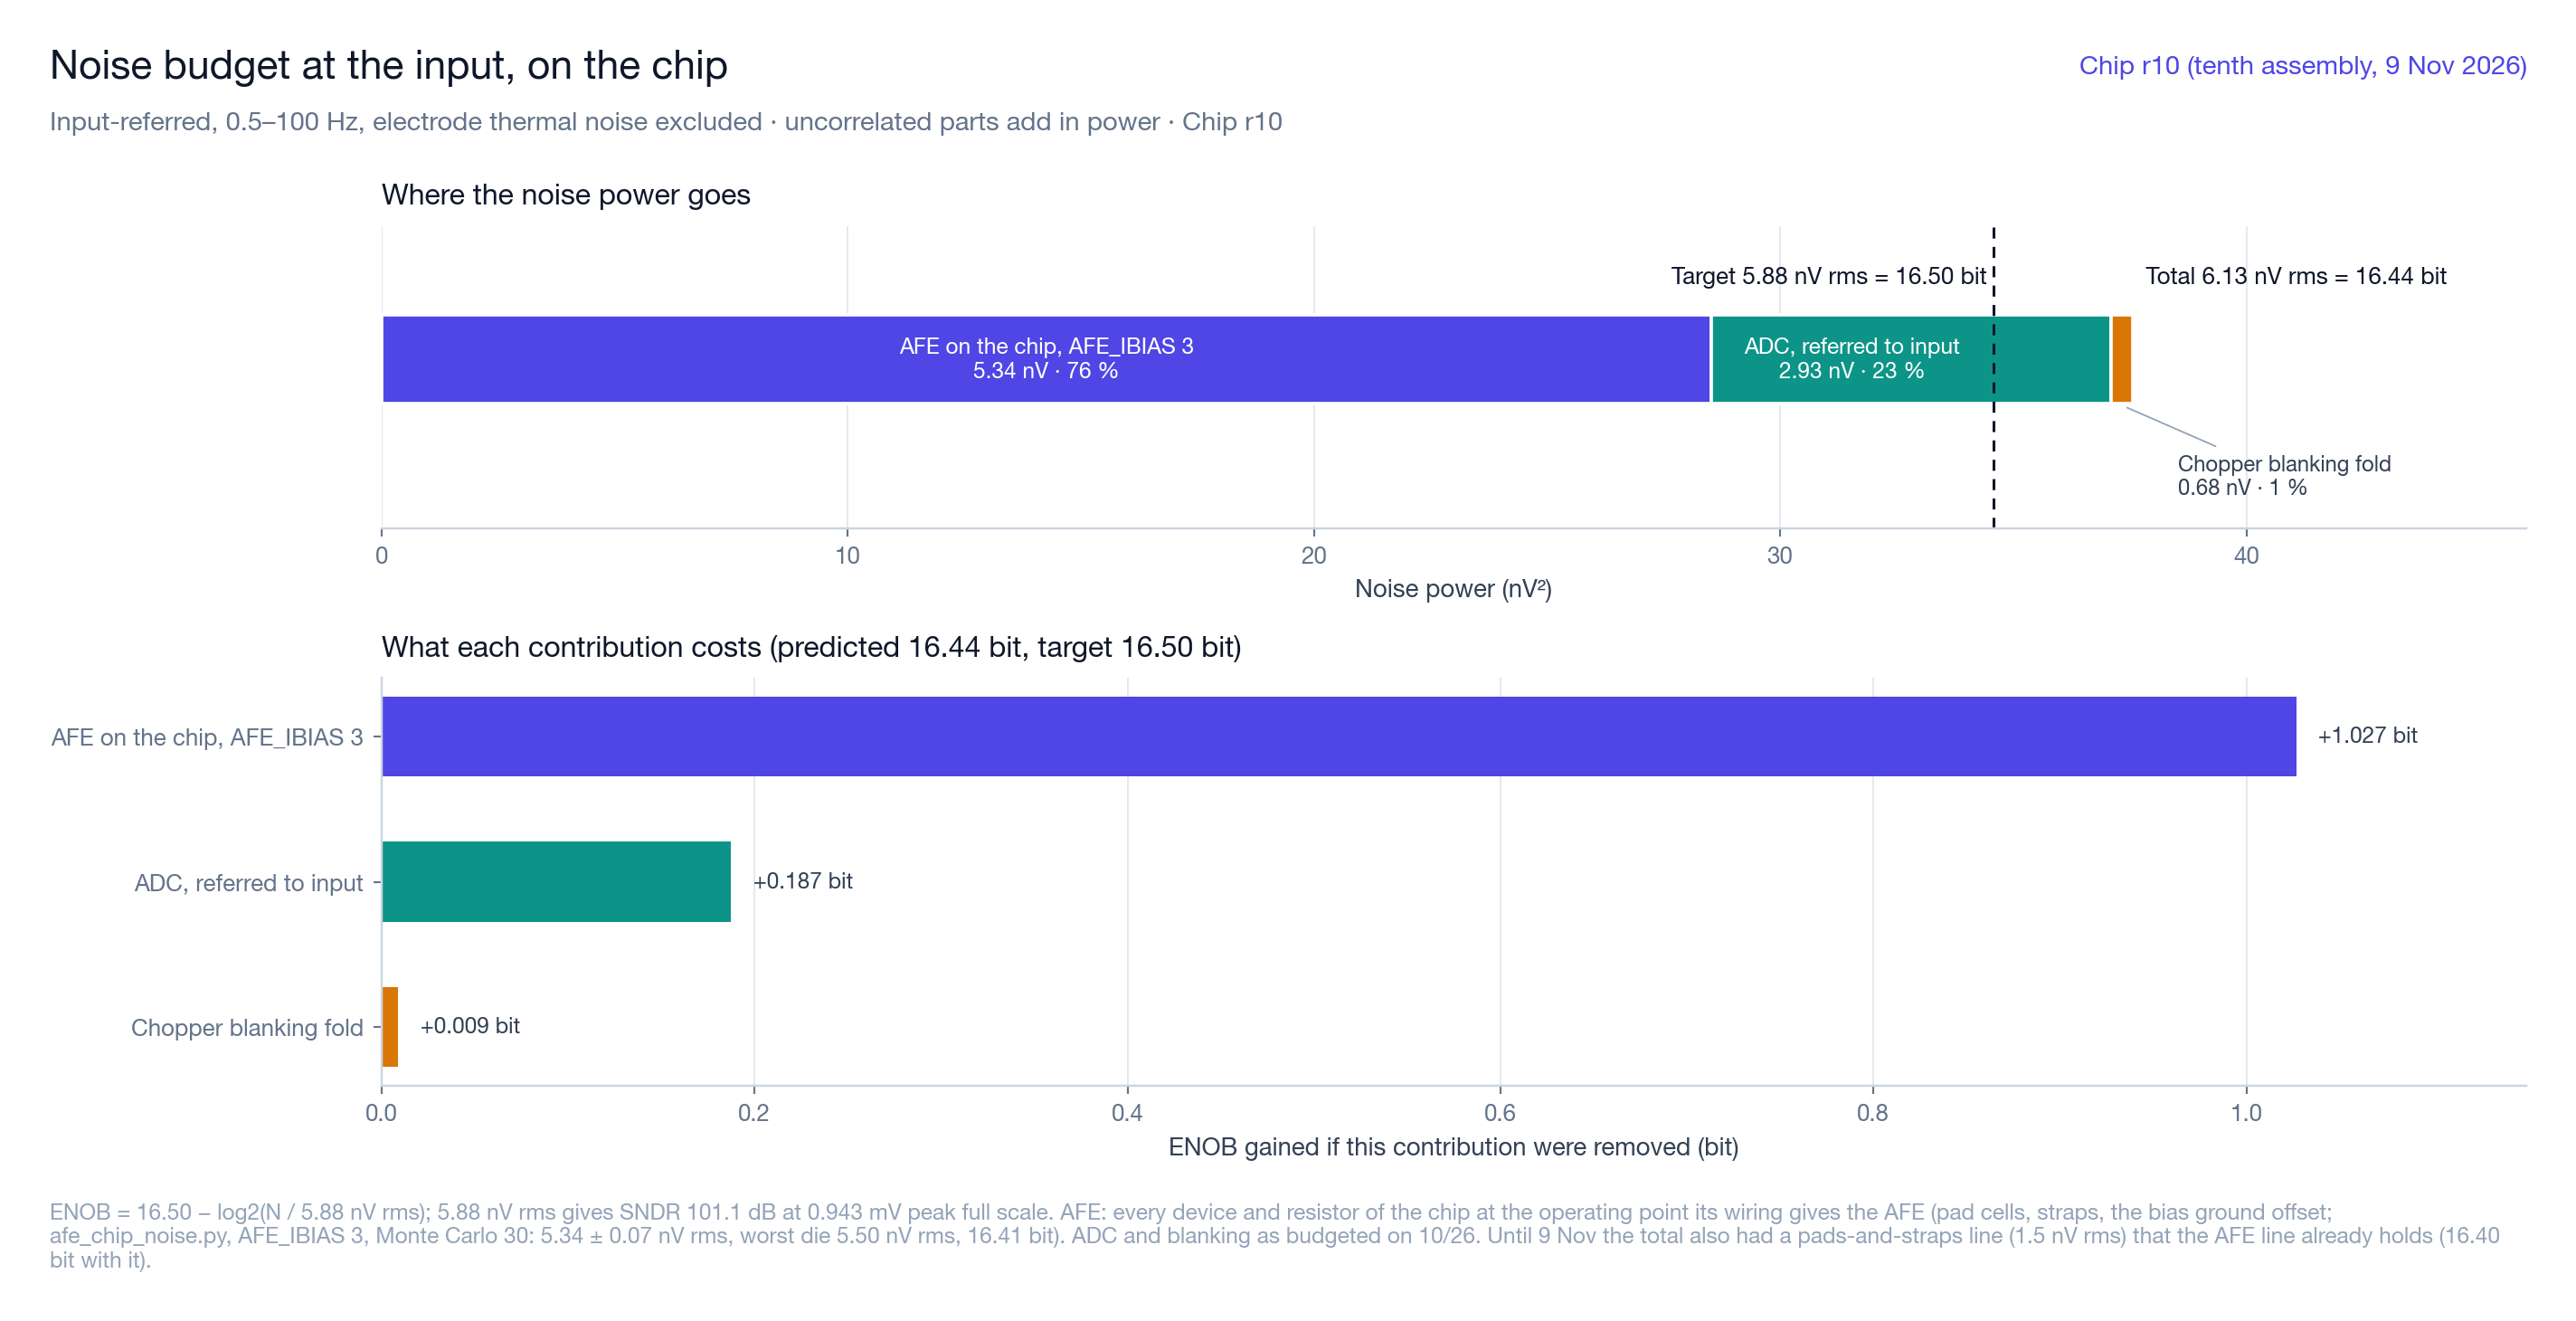 Noise budget at the input, on the chip
Chip r10 (tenth assembly, 9 Nov 2026)
Input-referred, 0.5–100 Hz, electrode thermal noise excluded · uncorrelated parts add in power · Chip r10
Where the noise power goes
Target 5.88 nV rms = 16.50 bit
Total 6.13 nV rms = 16.44 bit
AFE on the chip, AFE_IBIAS 3
5.34 nV · 76 %
ADC, referred to input
2.93 nV · 23 %
Chopper blanking fold
0.68 nV · 1 %
0 10 20 30 40
Noise power (nV²)
What each contribution costs (predicted 16.44 bit, target 16.50 bit)
AFE on the chip, AFE_IBIAS 3
+1.027 bit
ADC, referred to input
+0.187 bit
Chopper blanking fold
+0.009 bit
0.0 0.2 0.4 0.6 0.8 1.0
ENOB gained if this contribution were removed (bit)
ENOB = 16.50 − log2(N / 5.88 nV rms); 5.88 nV rms gives SNDR 101.1 dB at 0.943 mV peak full scale. AFE: every device and resistor of the chip at the operating point its wiring gives the AFE (pad cells, straps, the bias ground offset;
afe_chip_noise.py, AFE_IBIAS 3, Monte Carlo 30: 5.34 ± 0.07 nV rms, worst die 5.50 nV rms, 16.41 bit). ADC and blanking as budgeted on 10/26. Until 9 Nov the total also had a pads-and-straps line (1.5 nV rms) that the AFE line already holds (16.40
bit with it).